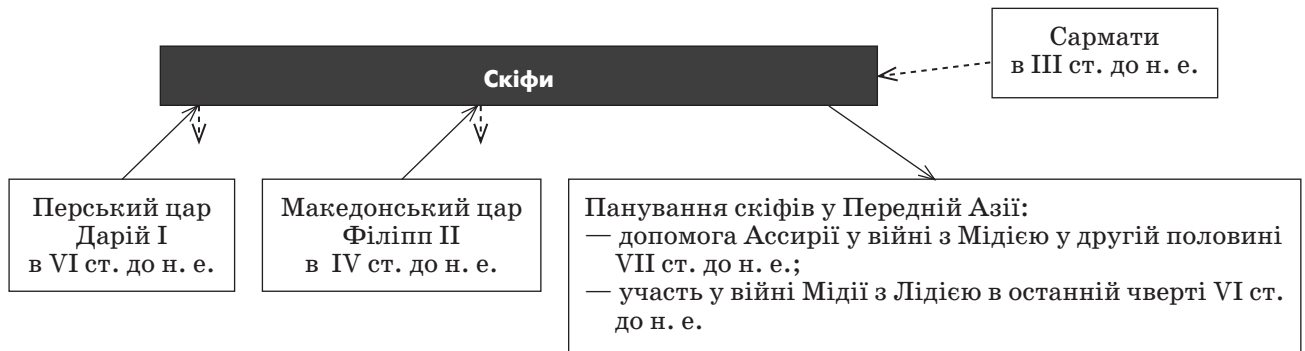 Сармати
в III ст. до н. е.
Скіфи
Перський цар
Дарій I
в VI ст. до н. е.
Македонський цар
Філіпп II
в IV ст. до н. е.
Панування скіфів у Передній Азії:
— допомога Ассирії у війні з Мідією у другій половині
VII ст. до н. е.;
— участь у війні Мідії з Лідією в останній чверті VI ст.
до н. е.